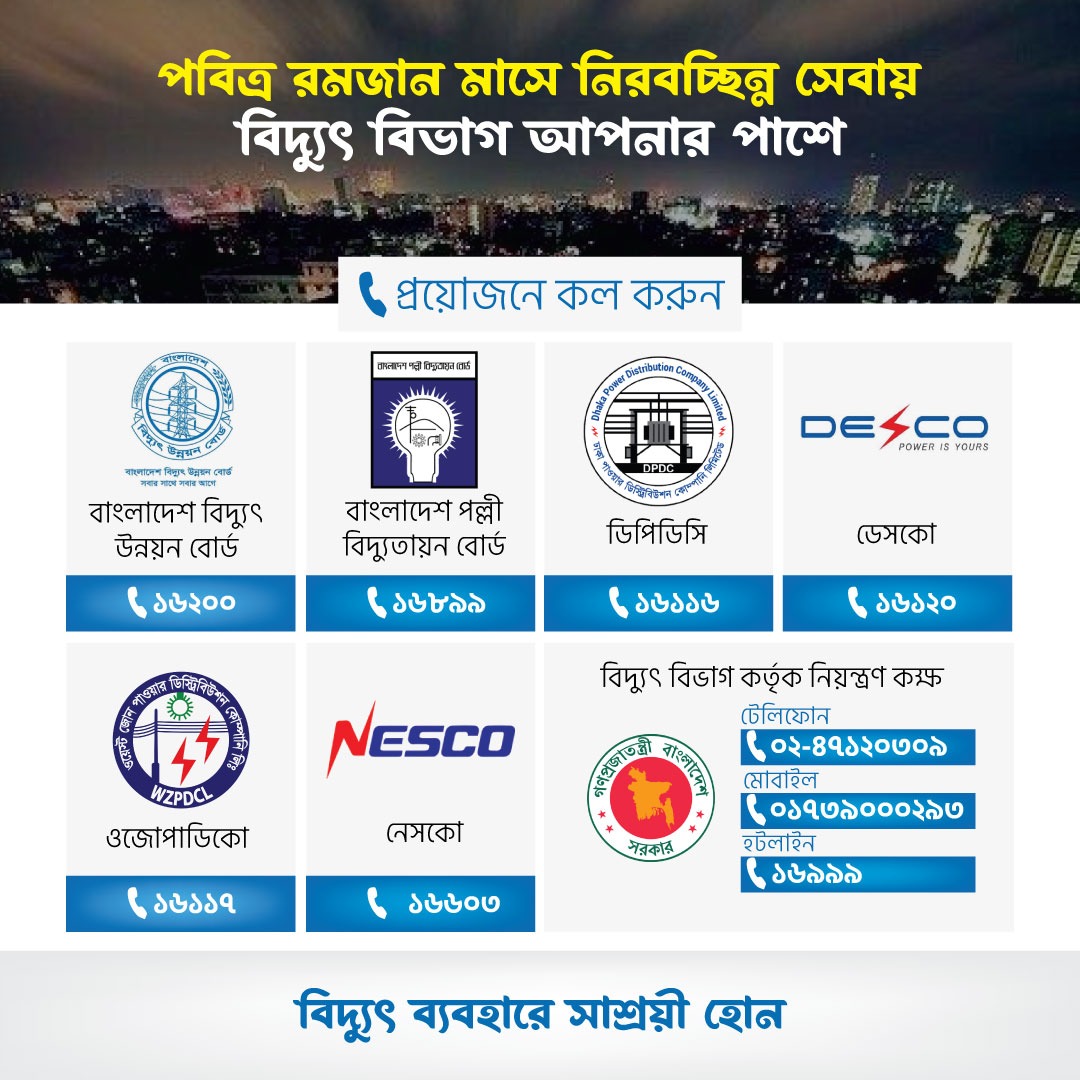 পবিত্র রমজান মাসে নিরবচ্ছিন্ন সেবায়
বিদ্যুৎ বিভাগ আপনার পাশে
প্রয়োজনে কল করুন
বাংলাদেশ
বিদ্যুৎ উন্নয়ন বোর্ড
বাংলাদেশ বিদ্যুৎ উন্নয়ন বোর্ড
সবার সাথে সবার আগে
বাংলাদেশ বিদ্যুৎ
উন্নয়ন বোর্ড
১৬২০০
বাংলাদেশ পল্লী বিদ্যুতায়ন বোর্ড
বাংলাদেশ পল্লী
বিদ্যুতায়ন বোর্ড
১৬৮৯৯
Dhaka Power Distribution Company Limited
DPDC
ঢাকা পাওয়ার ডিস্ট্রিবিউশন কোম্পানি লিমিটেড
ডিপিডিসি
১৬১১৬
DESCO
POWER IS YOURS
ডেসকো
১৬১২০
ওয়েস্ট জোন পাওয়ার ডিস্ট্রিবিউশন কোম্পানি লিঃ
WZPDCL
ওজোপাডিকো
১৬১১৭
NESCO
নেসকো
১৬৬০৩
বিদ্যুৎ বিভাগ কর্তৃক নিয়ন্ত্রণ কক্ষ
গণপ্রজাতন্ত্রী বাংলাদেশ
সরকার
টেলিফোন
০২-৪৭১২০৩০৯
মোবাইল
০১৭৩৯০০০২৯৩
হটলাইন
১৬৯৯৯
বিদ্যুৎ ব্যবহারে সাশ্রয়ী হোন